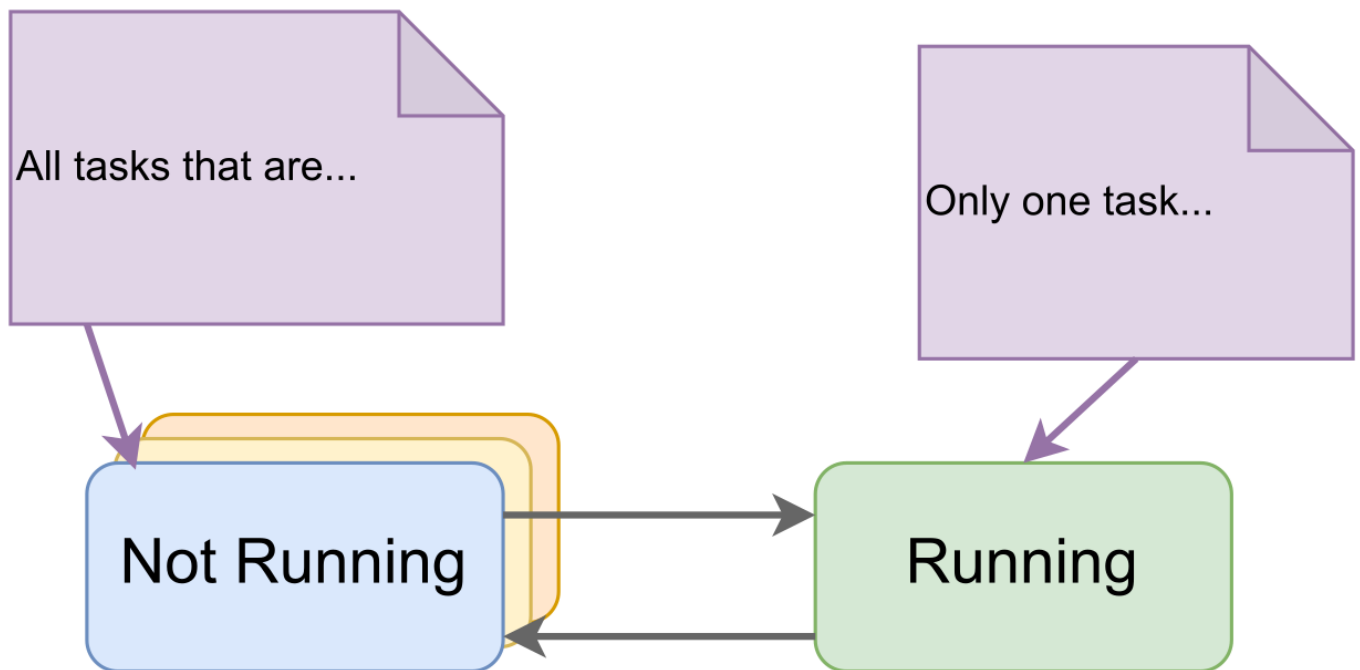 All tasks that are...
Only one task...
Not Running
Running